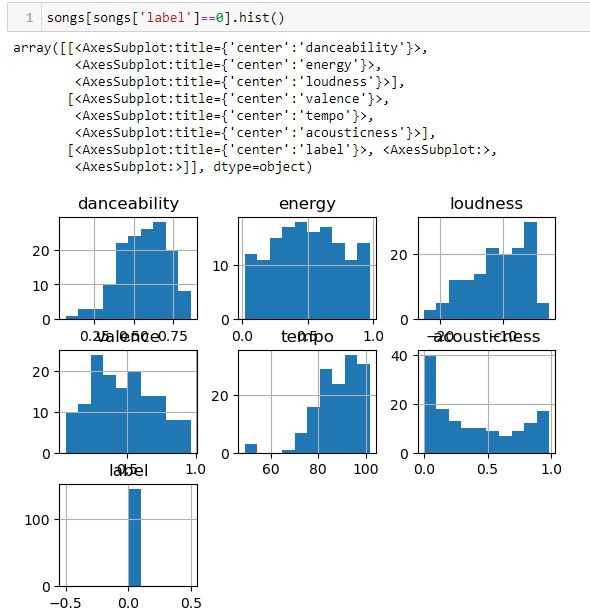 1 songs[songs['label']==0].hist()
array([[<AxesSubplot:title={'center':'danceability'}>,
<AxesSubplot:title={'center':'energy'}>,
<AxesSubplot:title={'center':'loudness'}>],
[<AxesSubplot:title={'center':'valence'}>,
<AxesSubplot:title={'center':'tempo'}>,
<AxesSubplot:title={'center':'acousticness'}>],
[<AxesSubplot:title={'center':'label'}>, <AxesSubplot:>,
<AxesSubplot:>]], dtype=object)
danceability energy loudness
20 10 0
10 0
20 0
0.25 0.50 0.75
0.0 0.5 1.0
−20 −10
valence tempo acousticness
20 10 0
20 0
40 20 0
0.5 1.0
60 80 100
0.0 0.5 1.0
label
100
0
−0.5 0.0 0.5